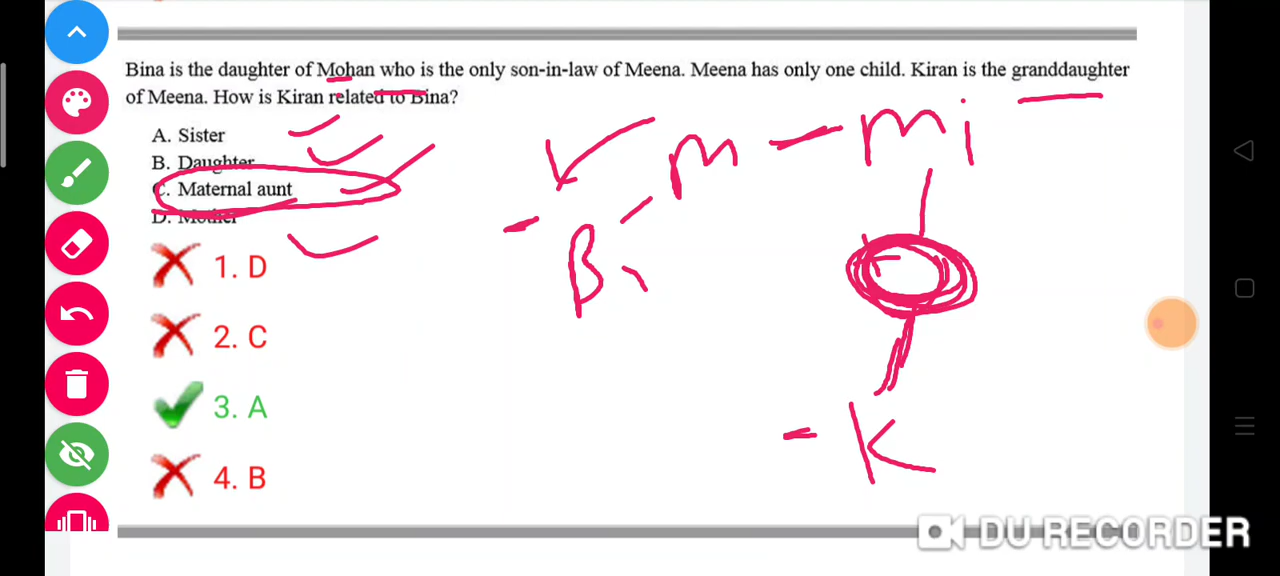 Bina is the daughter of Mohan who is the only son-in-law of Meena. Meena has only one child. Kiran is the granddaughter
of Meena. How is Kiran related to Bina?
A. Sister
B. Daughter
C. Maternal aunt
D. Mother
1. D
2. C
3. A
4. B
M
Mi
B
K
DU RECORDER